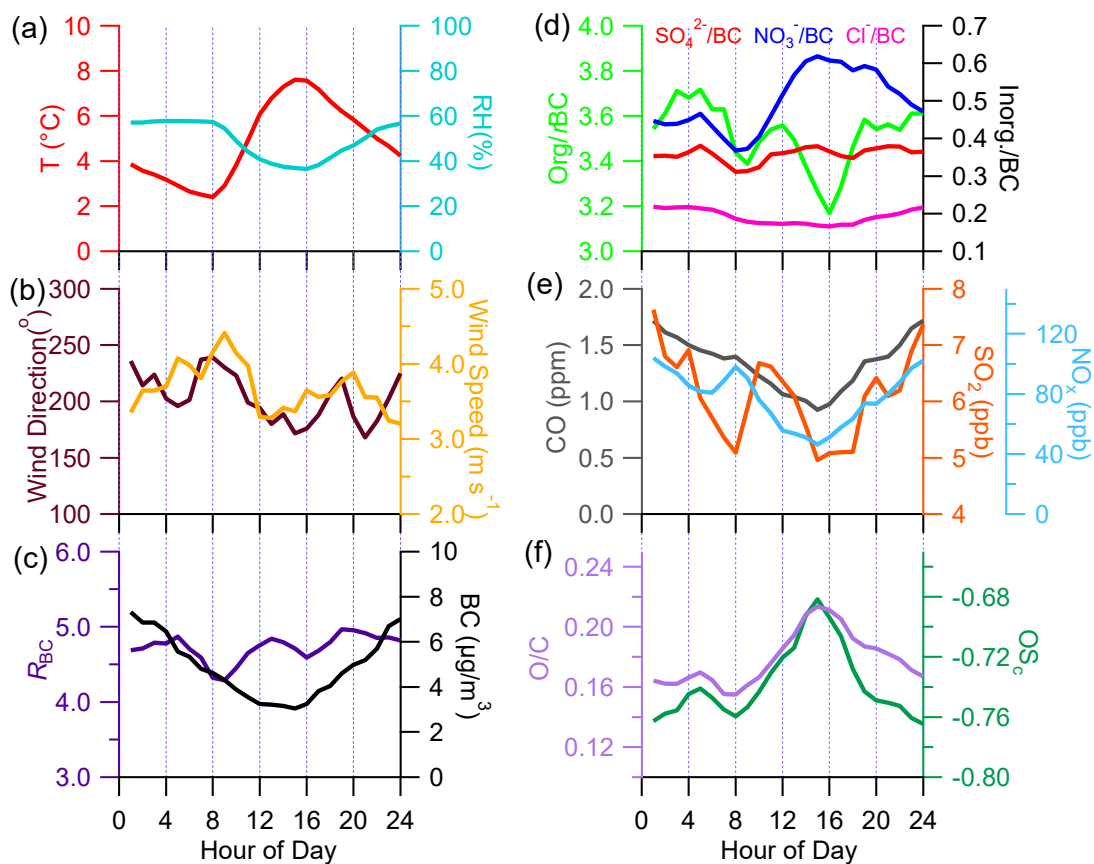 (a)
10
8
6
4
2
0
T (°C)
100
80
60
40
20
0
RH(%)
(d)
4.0
3.8
3.6
3.4
3.2
3.0
Org/rBC
SO₄²⁻/BC NO₃⁻/BC Cl⁻/BC
0.7
0.6
0.5
0.4
0.3
0.2
0.1
Inorg./BC
(b)
300
250
200
150
100
Wind Direction(°)
5.0
4.0
3.0
2.0
Wind Speed (m s⁻¹)
(e)
2.0
1.5
1.0
0.5
0.0
CO (ppm)
8
7
6
5
4
SO₂ (ppb)
120
80
40
0
NOₓ (ppb)
(c)
6.0
5.0
4.0
3.0
R_BC
10
8
6
4
2
0
BC (μg/m³)
0 4 8 12 16 20 24
Hour of Day
(f)
0.24
0.20
0.16
0.12
O/C
-0.68
-0.72
-0.76
-0.80
OS_c
0 4 8 12 16 20 24
Hour of Day